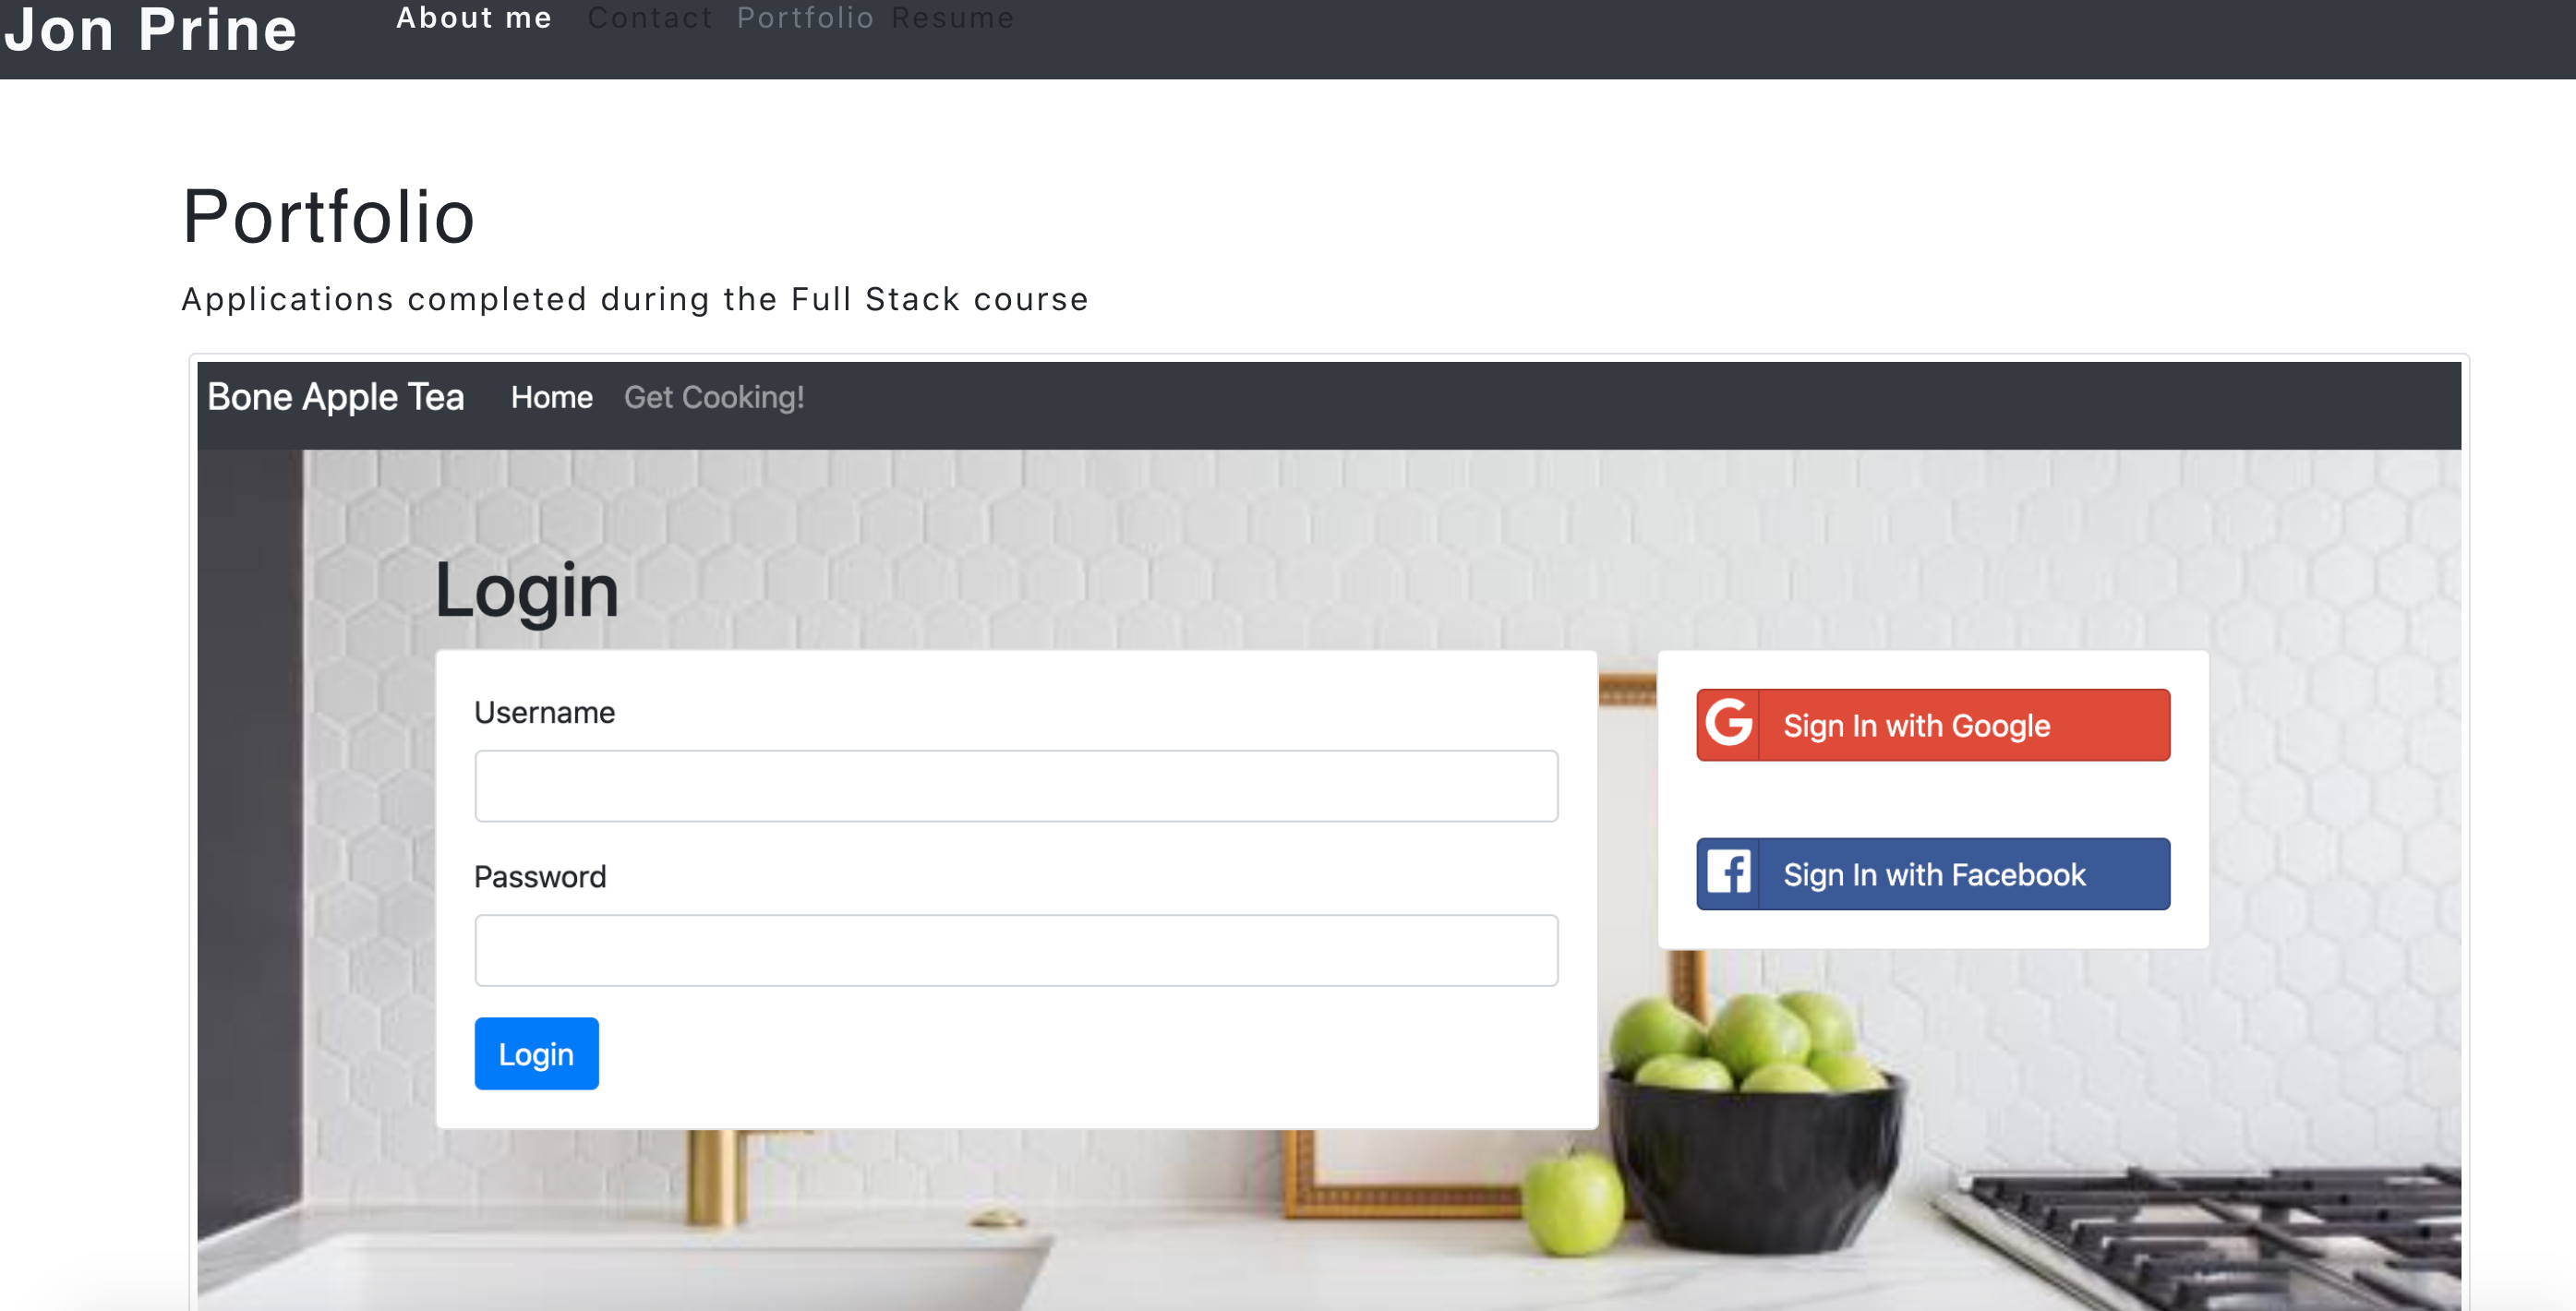 Jon Prine About me Contact Portfolio Resume
Portfolio
Applications completed during the Full Stack course
Bone Apple Tea Home Get Cooking!
Login
Username
Sign In with Google
Password
Sign In with Facebook
Login